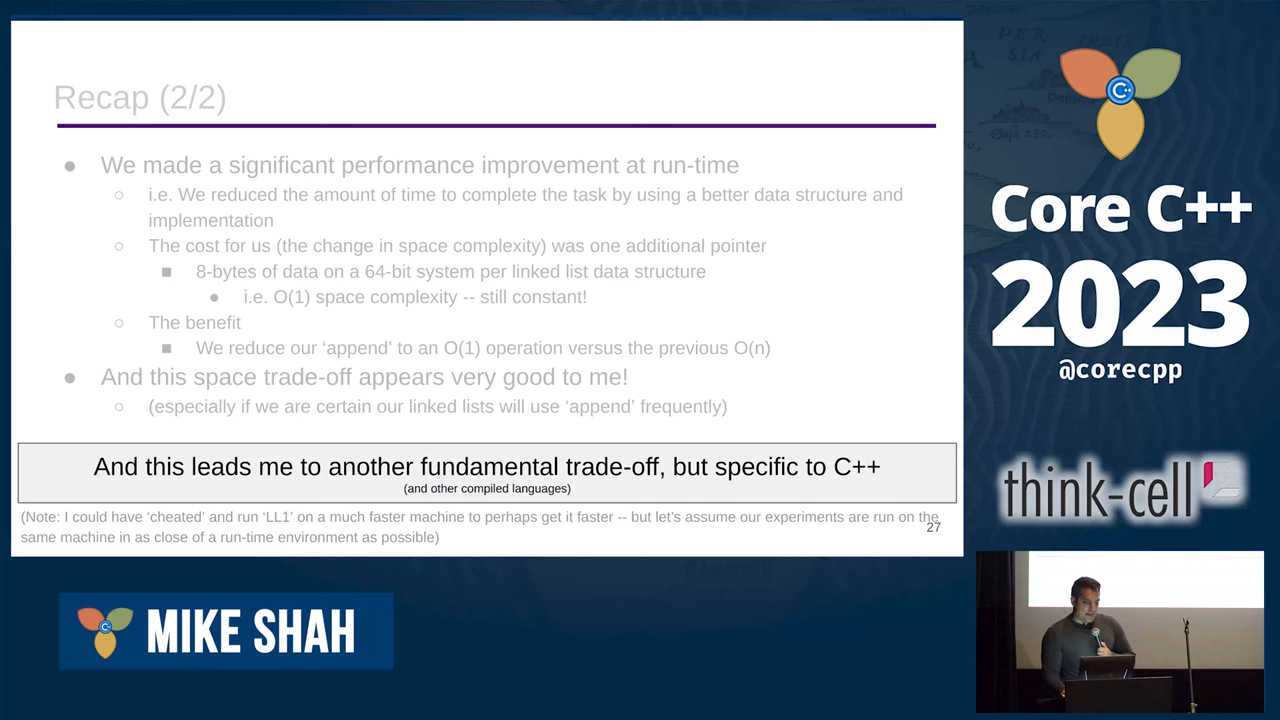 Recap (2/2)
● We made a significant performance improvement at run-time
○ i.e. We reduced the amount of time to complete the task by using a better data structure and
implementation
○ The cost for us (the change in space complexity) was one additional pointer
■ 8-bytes of data on a 64-bit system per linked list data structure
● i.e. O(1) space complexity -- still constant!
○ The benefit
■ We reduce our ‘append’ to an O(1) operation versus the previous O(n)
● And this space trade-off appears very good to me!
○ (especially if we are certain our linked lists will use ‘append’ frequently)
And this leads me to another fundamental trade-off, but specific to C++
(and other compiled languages)
(Note: I could have ‘cheated’ and run ‘LL1’ on a much faster machine to perhaps get it faster -- but let’s assume our experiments are run on the
same machine in as close of a run-time environment as possible)
27
PER
SIA
INDIA
C++
Core C++
2023
@corecpp
think-cell
MIKE SHAH